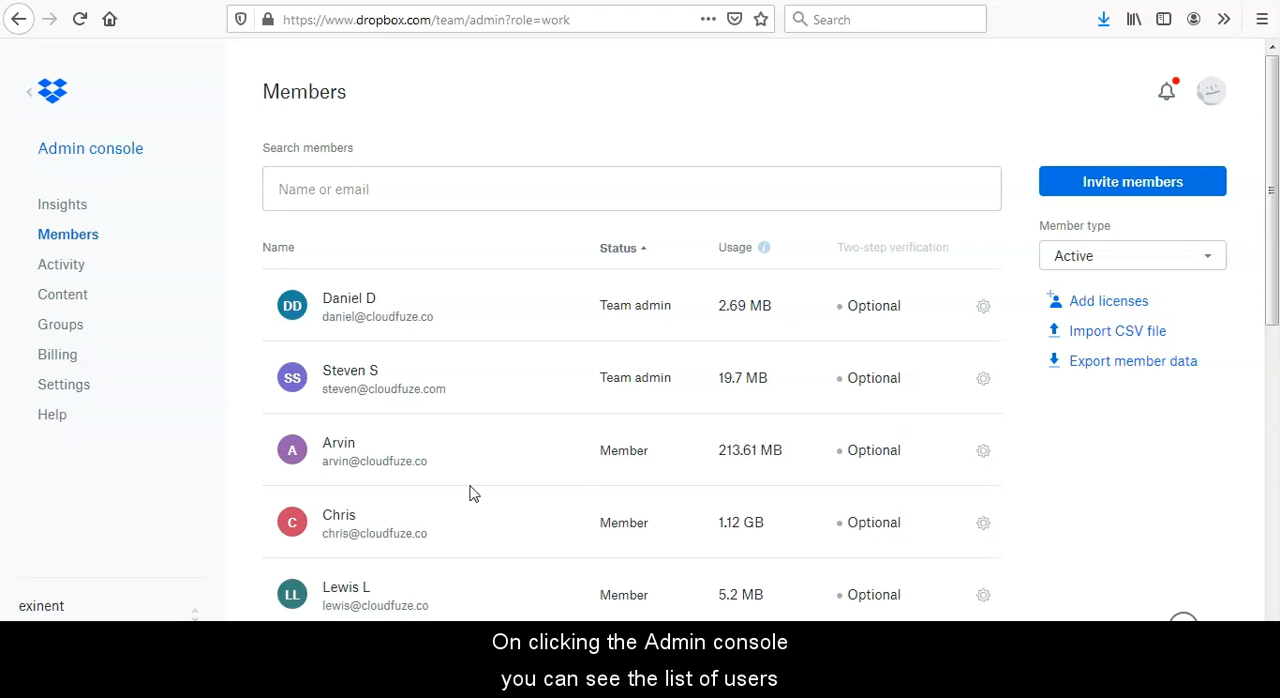 https://www.dropbox.com/team/admin?role=work
Search
Admin console
Insights
Members
Activity
Content
Groups
Billing
Settings
Help
exinent
Members
Search members
Name or email
Name Status Usage Two-step verification
DD Daniel D
daniel@cloudfuze.co
Team admin 2.69 MB Optional
SS Steven S
steven@cloudfuze.com
Team admin 19.7 MB Optional
A Arvin
arvin@cloudfuze.co
Member 213.61 MB Optional
C Chris
chris@cloudfuze.co
Member 1.12 GB Optional
LL Lewis L
lewis@cloudfuze.co
Member 5.2 MB Optional
Invite members
Member type
Active
Add licenses
Import CSV file
Export member data
On clicking the Admin console
you can see the list of users